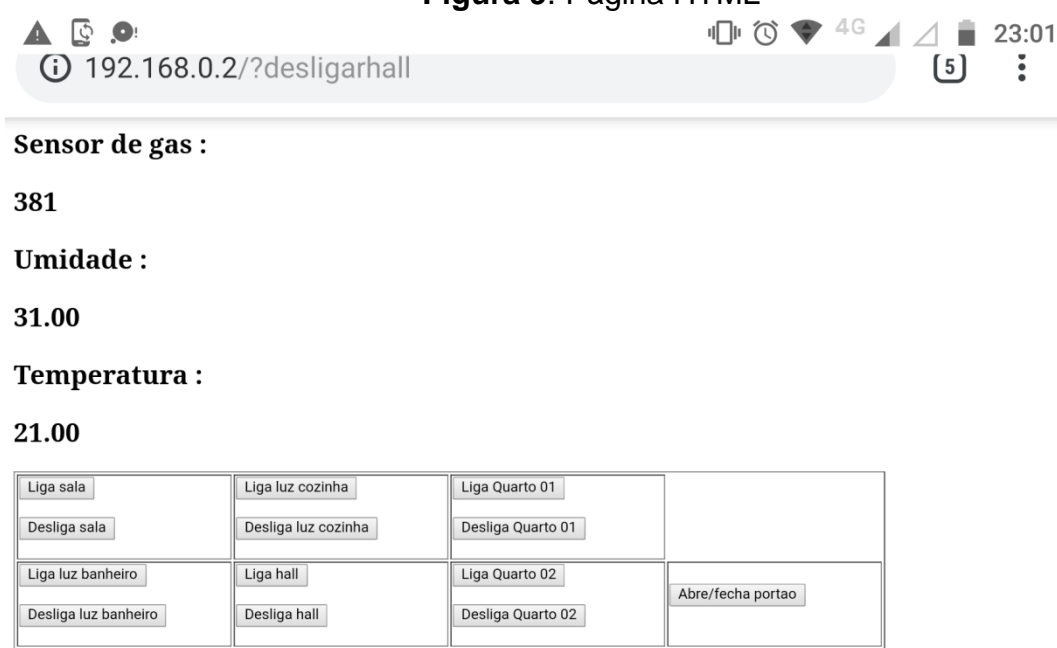 Figura 3: Página HTML
4G 23:01
192.168.0.2/?desligarhall 5
Sensor de gas :
381
Umidade :
31.00
Temperatura :
21.00
Liga sala Liga luz cozinha Liga Quarto 01
Desliga sala Desliga luz cozinha Desliga Quarto 01
Liga luz banheiro Liga hall Liga Quarto 02
Abre/fecha portao
Desliga luz banheiro Desliga hall Desliga Quarto 02